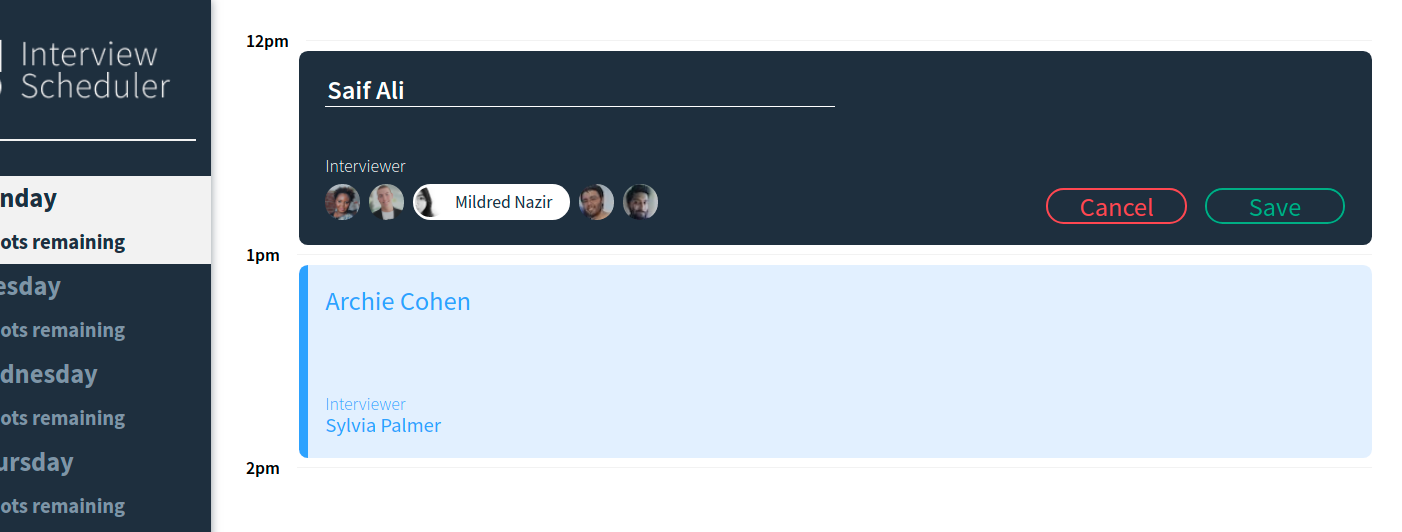 Interview
Scheduler
nday
ots remaining
esday
ots remaining
dnesday
ots remaining
ursday
ots remaining
12pm
Saif Ali
Interviewer
Mildred Nazir
Cancel
Save
1pm
Archie Cohen
Interviewer
Sylvia Palmer
2pm